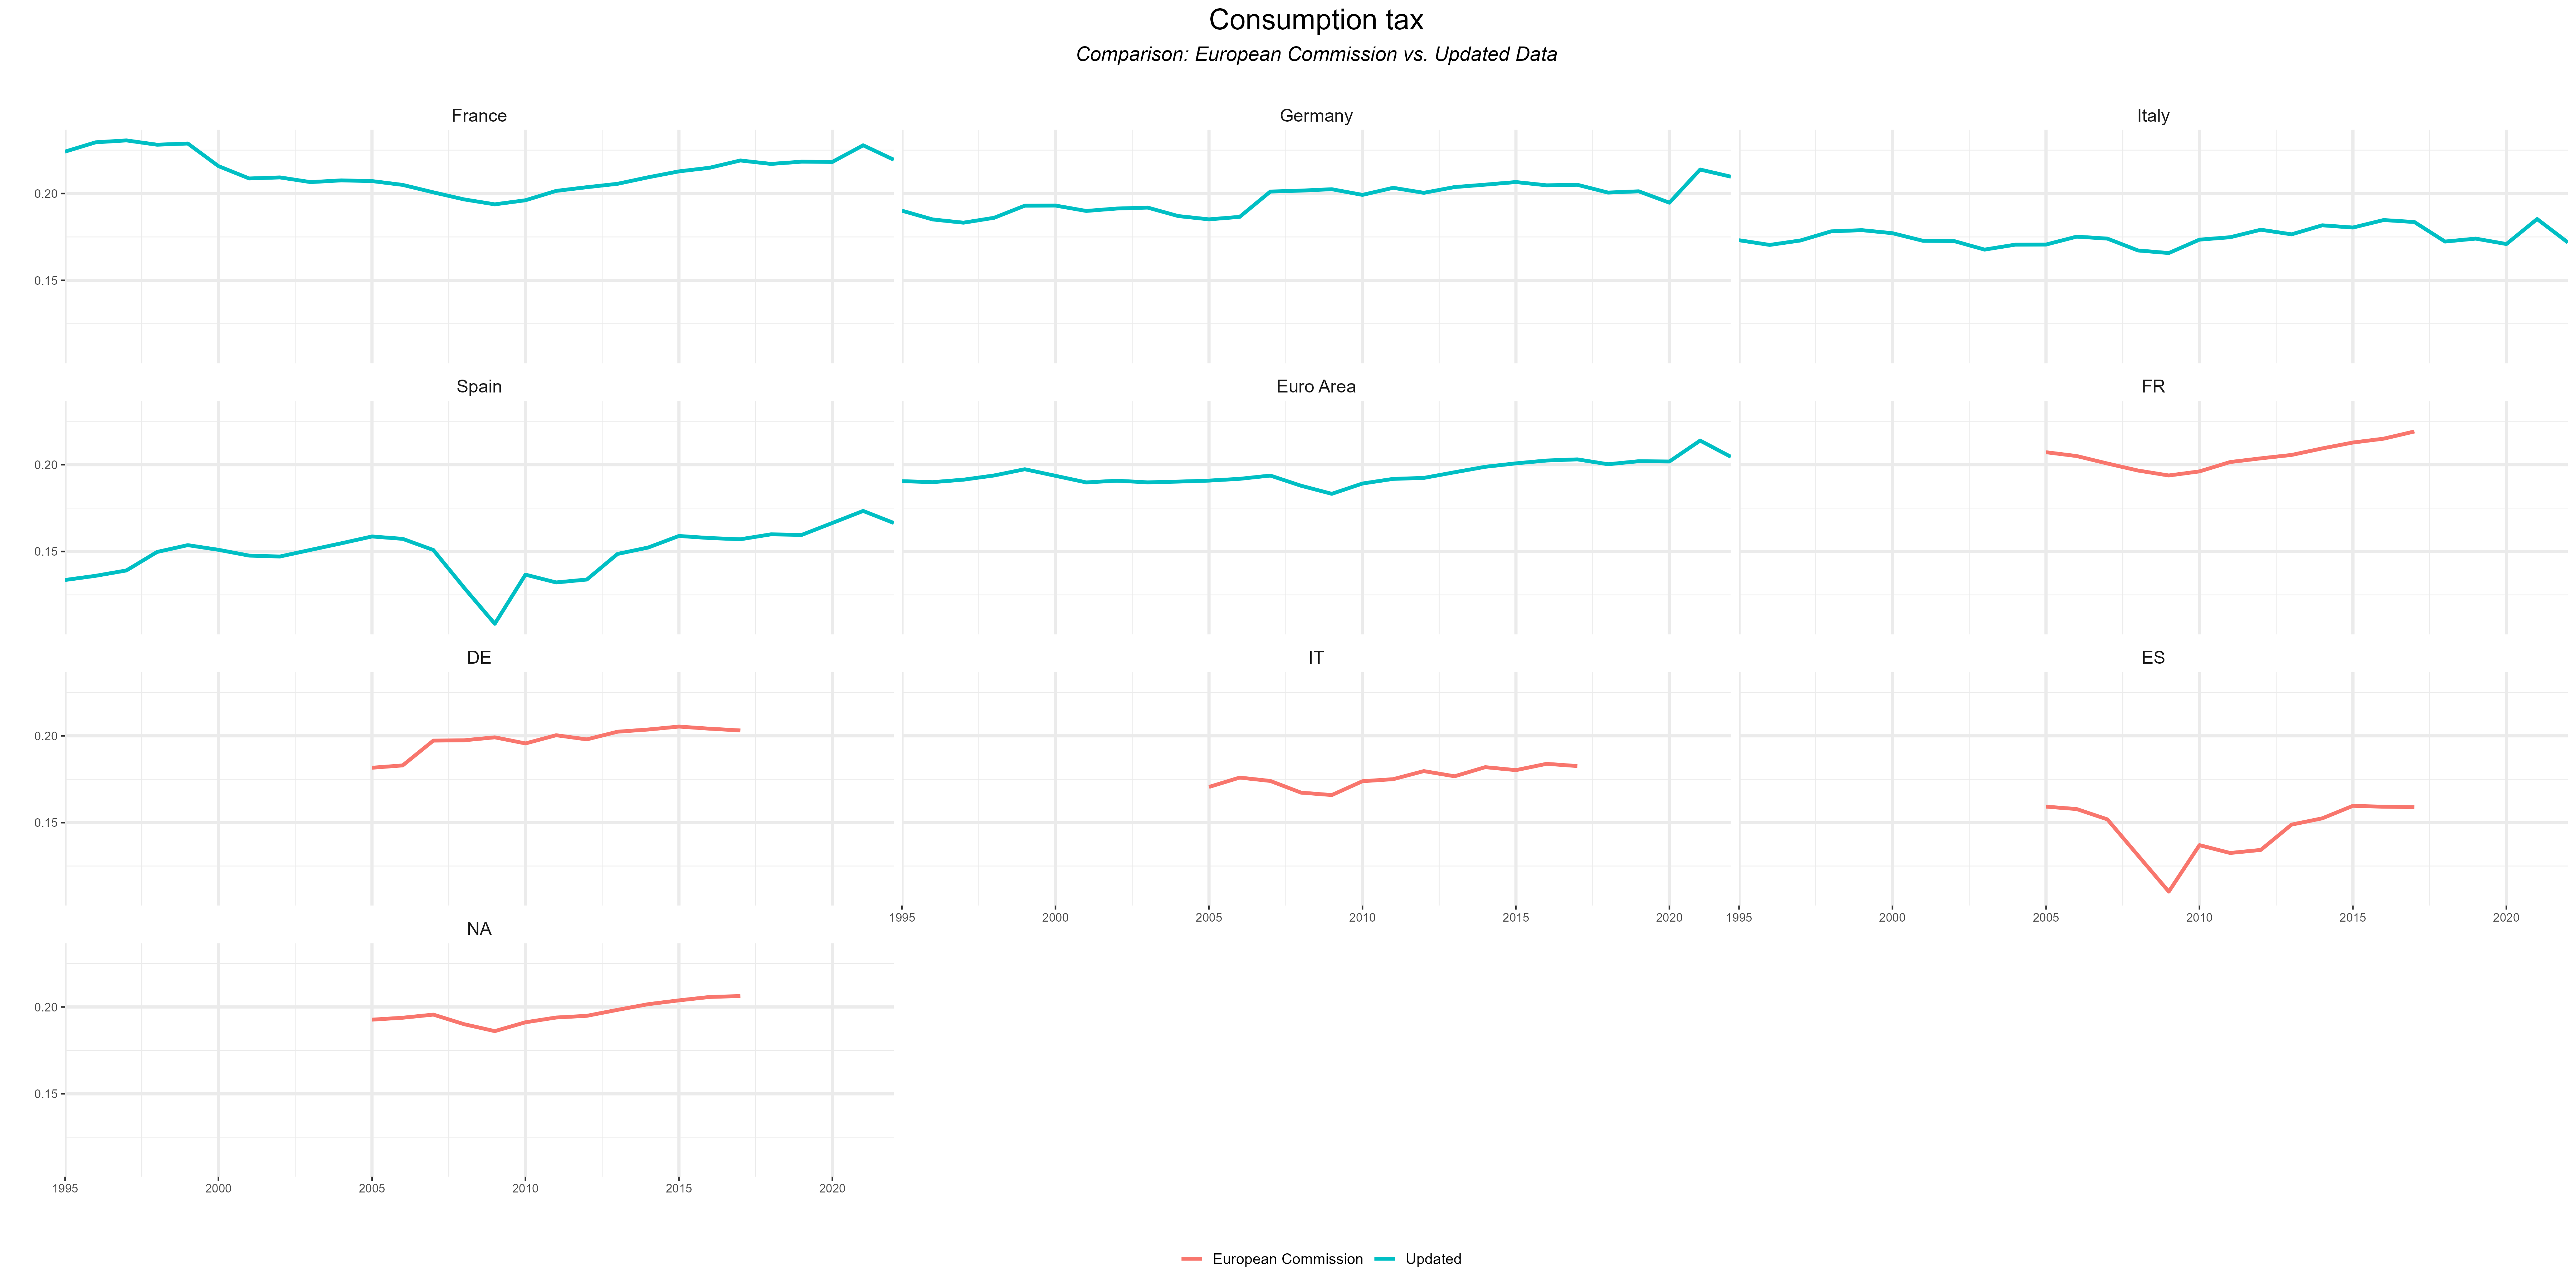 Consumption tax
Comparison: European Commission vs. Updated Data
France Germany Italy
0.20
0.15
Spain Euro Area FR
0.20
0.15
DE IT ES
0.20
0.15
1995 2000 2005 2010 2015 2020 1995 2000 2005 2010 2015 2020
NA
0.20
0.15
1995 2000 2005 2010 2015 2020
European Commission Updated